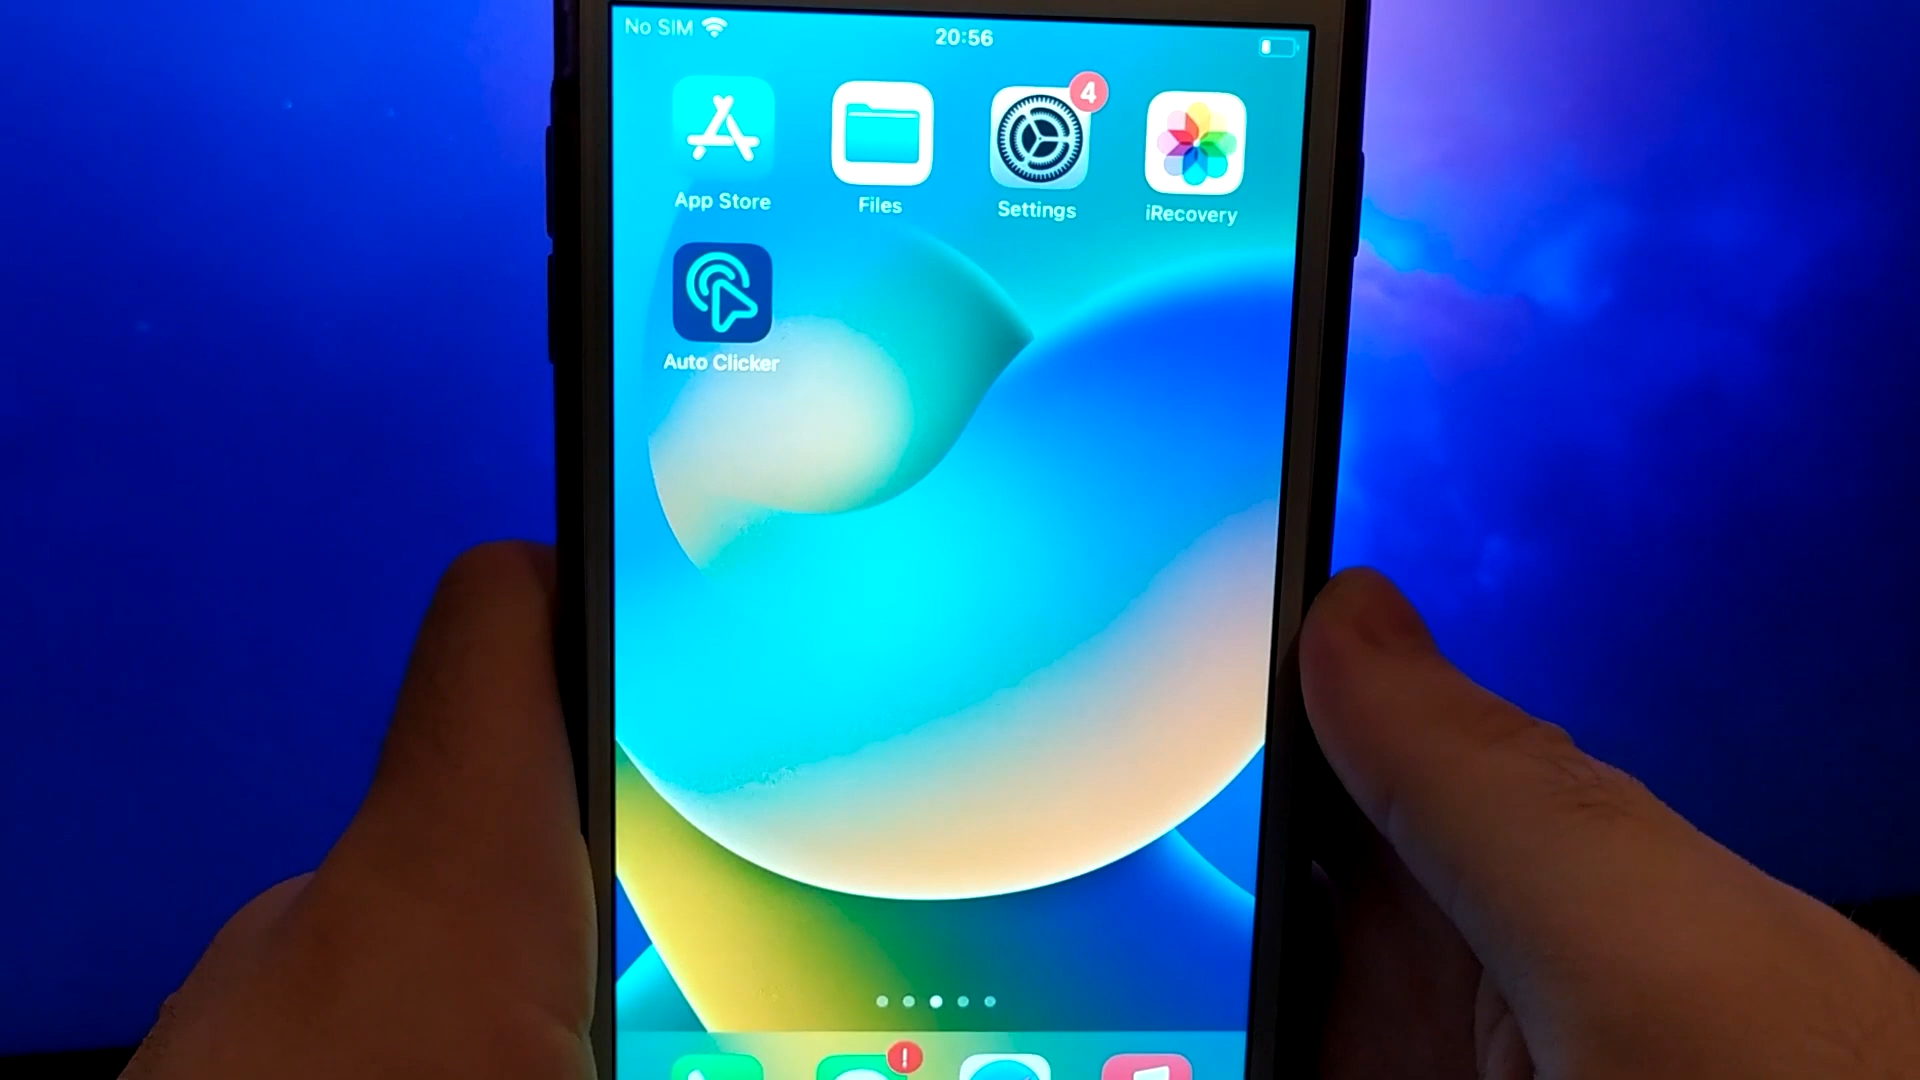 No SIM
20:56
4
App Store
Files
Settings
iRecovery
Auto Clicker
!